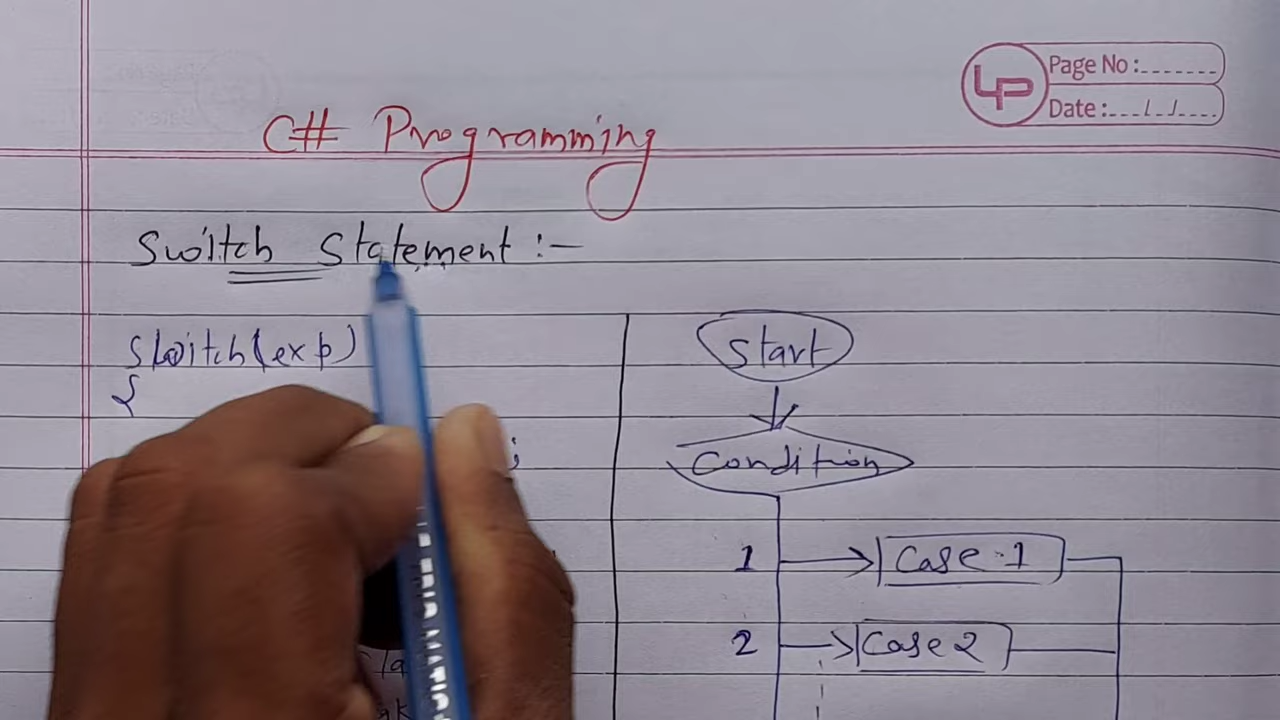 Page No :
Date :
C# Programming
Switch Statement :-
Switch(exp)
{
;
Start
Condition
1
Case-1
2
Case 2